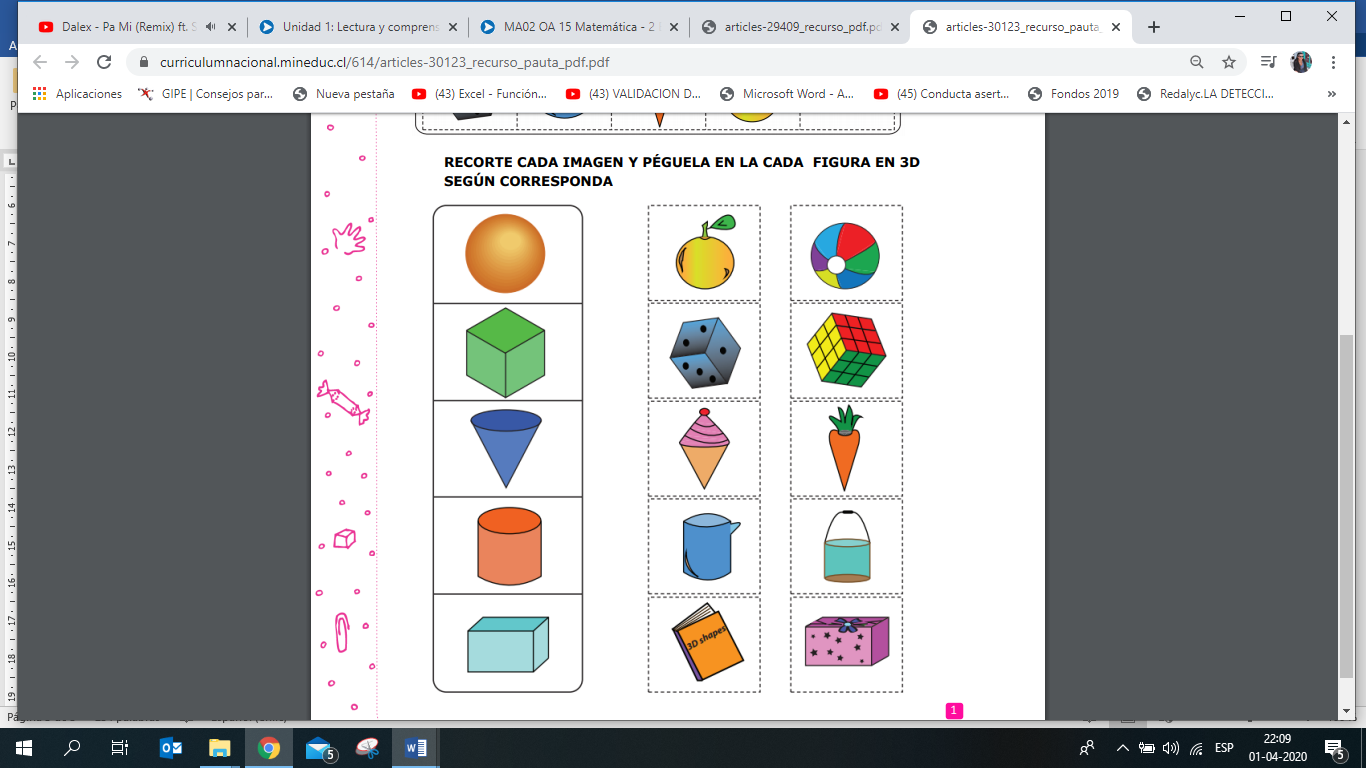 Dalex - Pa Mi (Remix) ft. S
Unidad 1: Lectura y comprens
MA02 OA 15 Matemática - 2
articles-29409_recurso_pdf.pd
articles-30123_recurso_pauta_
curriculumnacional.mineduc.cl/614/articles-30123_recurso_pauta_pdf.pdf
Aplicaciones
GIPE | Consejos par...
Nueva pestaña
(43) Excel - Función...
(43) VALIDACION D...
Microsoft Word - A...
(45) Conducta asert...
Fondos 2019
Redalyc.LA DETECCI...
»
RECORTE CADA IMAGEN Y PÉGUELA EN LA CADA FIGURA EN 3D
SEGÚN CORRESPONDA
3D shapes
1
5
ESP
22:09
01-04-2020
5